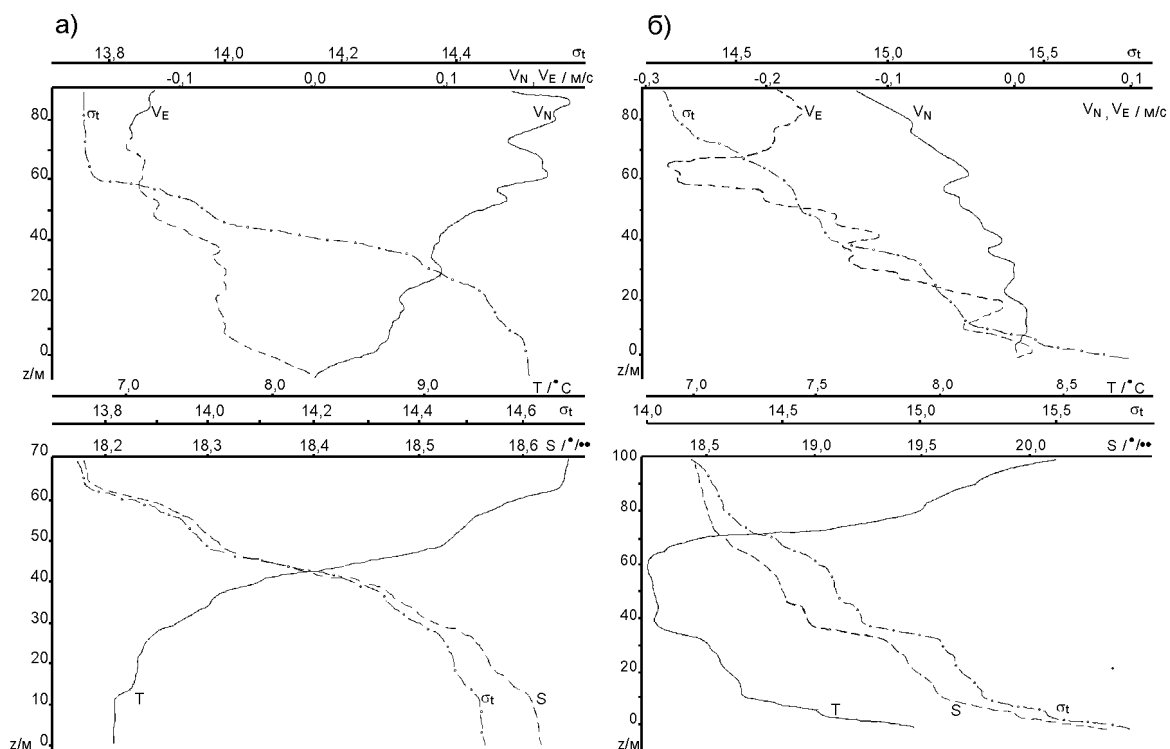 а)
13,8 14,0 14,2 14,4 σt
-0,1 0,0 0,1 VN , VE / м/с
80
60
40
20
0
z/м
σt VE VN
7,0 8,0 9,0 T /°C
13,8 14,0 14,2 14,4 14,6 σt
18,2 18,3 18,4 18,5 18,6 S /•/••
70
60
50
40
30
20
10
0
z/м
T σt S
б)
14,5 15,0 15,5 σt
-0,3 -0,2 -0,1 0,0 0,1
VN , VE / м/с
80
60
40
20
0
z/м
σt VE VN
7,0 7,5 8,0 8,5 T /°C
14,0 14,5 15,0 15,5 σt
18,5 19,0 19,5 20,0 S /•/••
100
80
60
40
20
0
z/м
T S σt